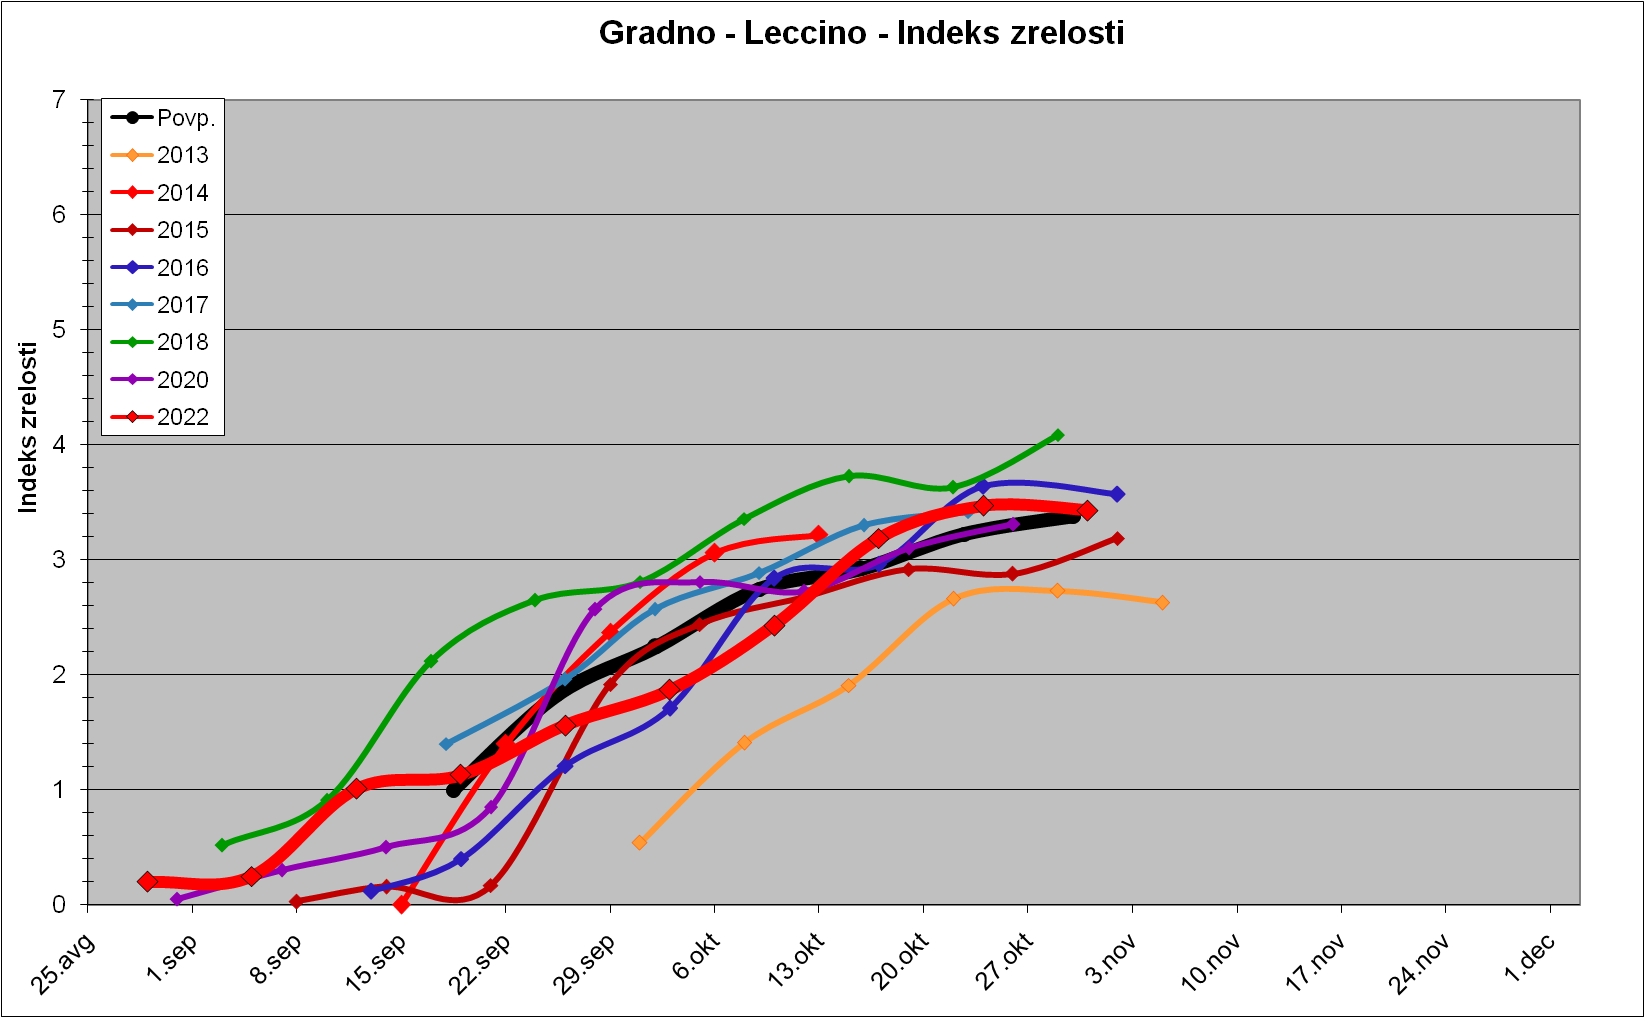 Gradno - Leccino - Indeks zrelosti
Indeks zrelosti
7
6
5
4
3
2
1
0
Povp.
2013
2014
2015
2016
2017
2018
2020
2022
25.avg
1.sep
8.sep
15.sep
22.sep
29.sep
6.okt
13.okt
20.okt
27.okt
3.nov
10.nov
17.nov
24.nov
1.dec